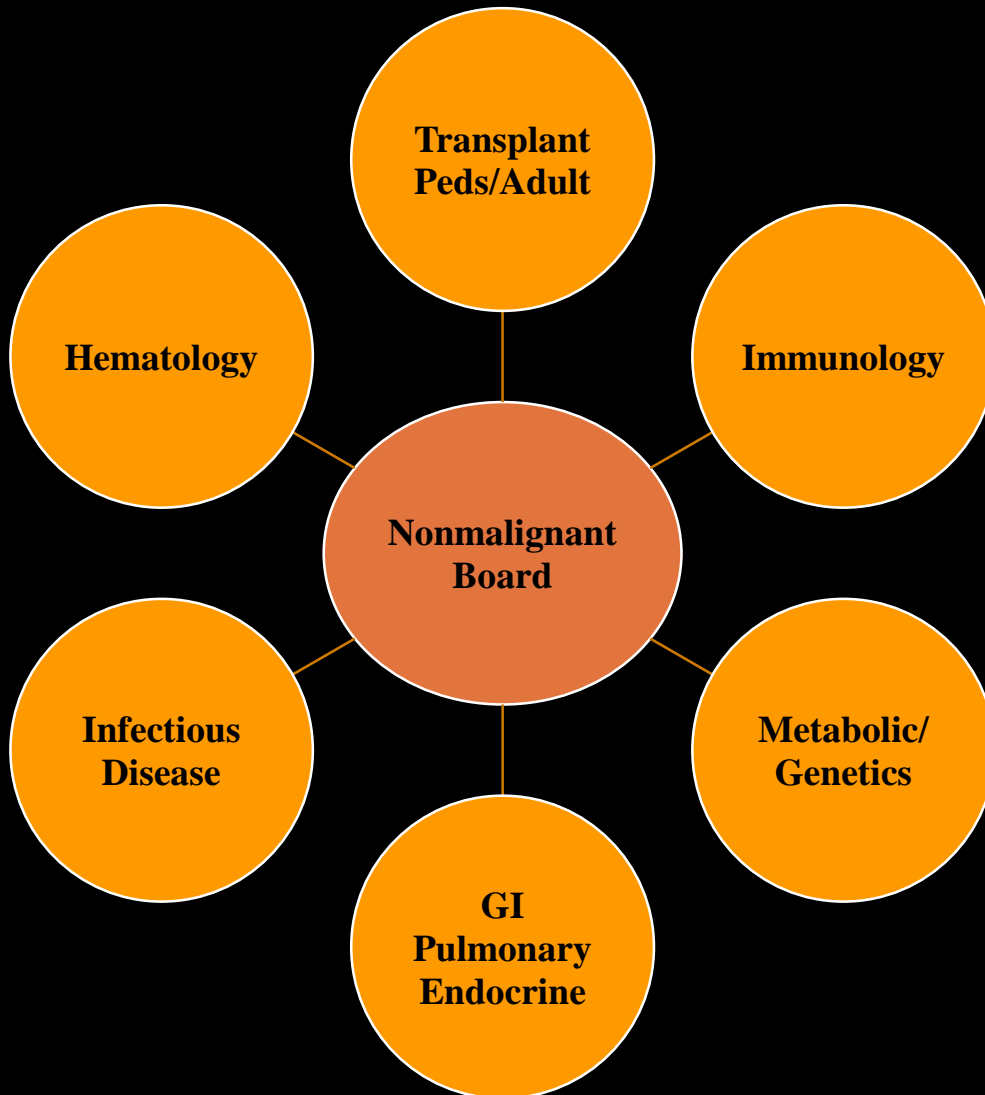 Transplant
Peds/Adult
Hematology
Immunology
Nonmalignant
Board
Infectious
Disease
Metabolic/
Genetics
GI
Pulmonary
Endocrine